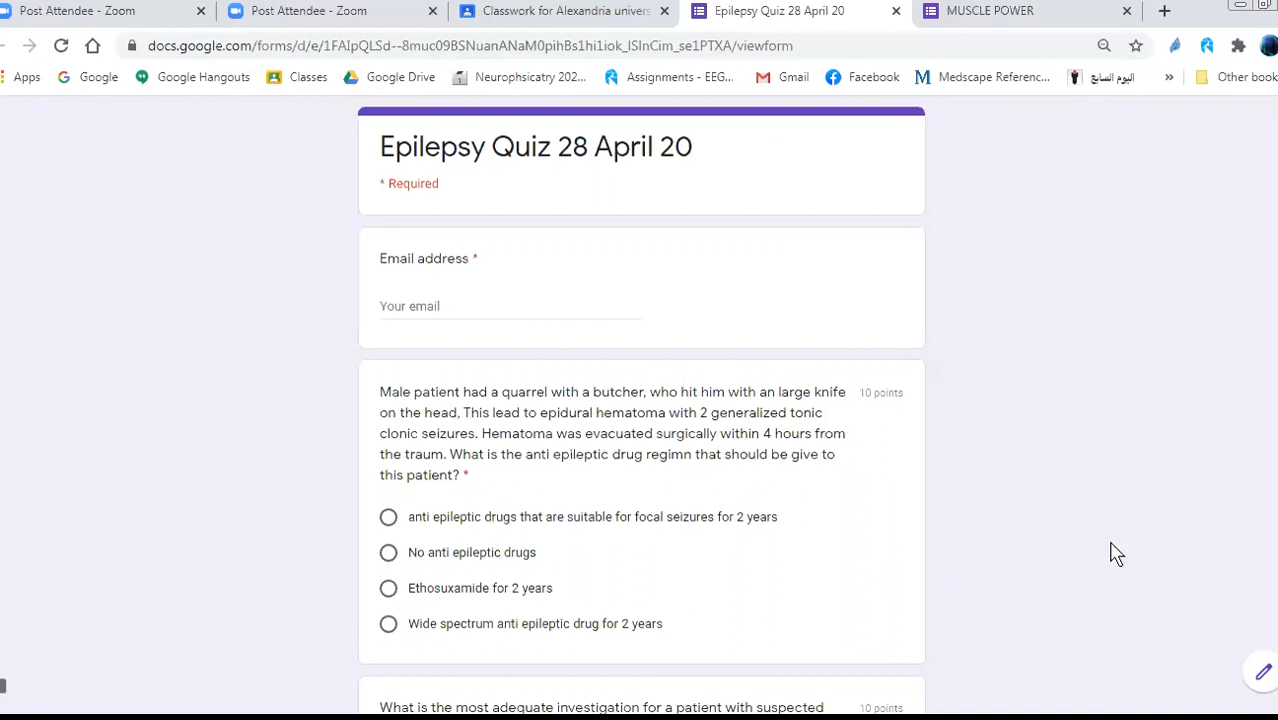 Post Attendee - Zoom
Post Attendee - Zoom
Classwork for Alexandria univers
Epilepsy Quiz 28 April 20
MUSCLE POWER
docs.google.com/forms/d/e/1FAIpQLSd--8muc09BSNuanANaM0pihBs1hi1iok_ISlnCim_se1PTXA/viewform
Apps
Google
Google Hangouts
Classes
Google Drive
Neurophsicatry 202...
Assignments - EEG...
Gmail
Facebook
Medscape Referenc...
اليوم السابع
Other book
Epilepsy Quiz 28 April 20
* Required
Email address *
Your email
Male patient had a quarrel with a butcher, who hit him with an large knife
on the head, This lead to epidural hematoma with 2 generalized tonic
clonic seizures. Hematoma was evacuated surgically within 4 hours from
the traum. What is the anti epileptic drug regimn that should be give to
this patient? *
10 points
anti epileptic drugs that are suitable for focal seizures for 2 years
No anti epileptic drugs
Ethosuxamide for 2 years
Wide spectrum anti epileptic drug for 2 years
What is the most adequate investigation for a patient with suspected
10 points